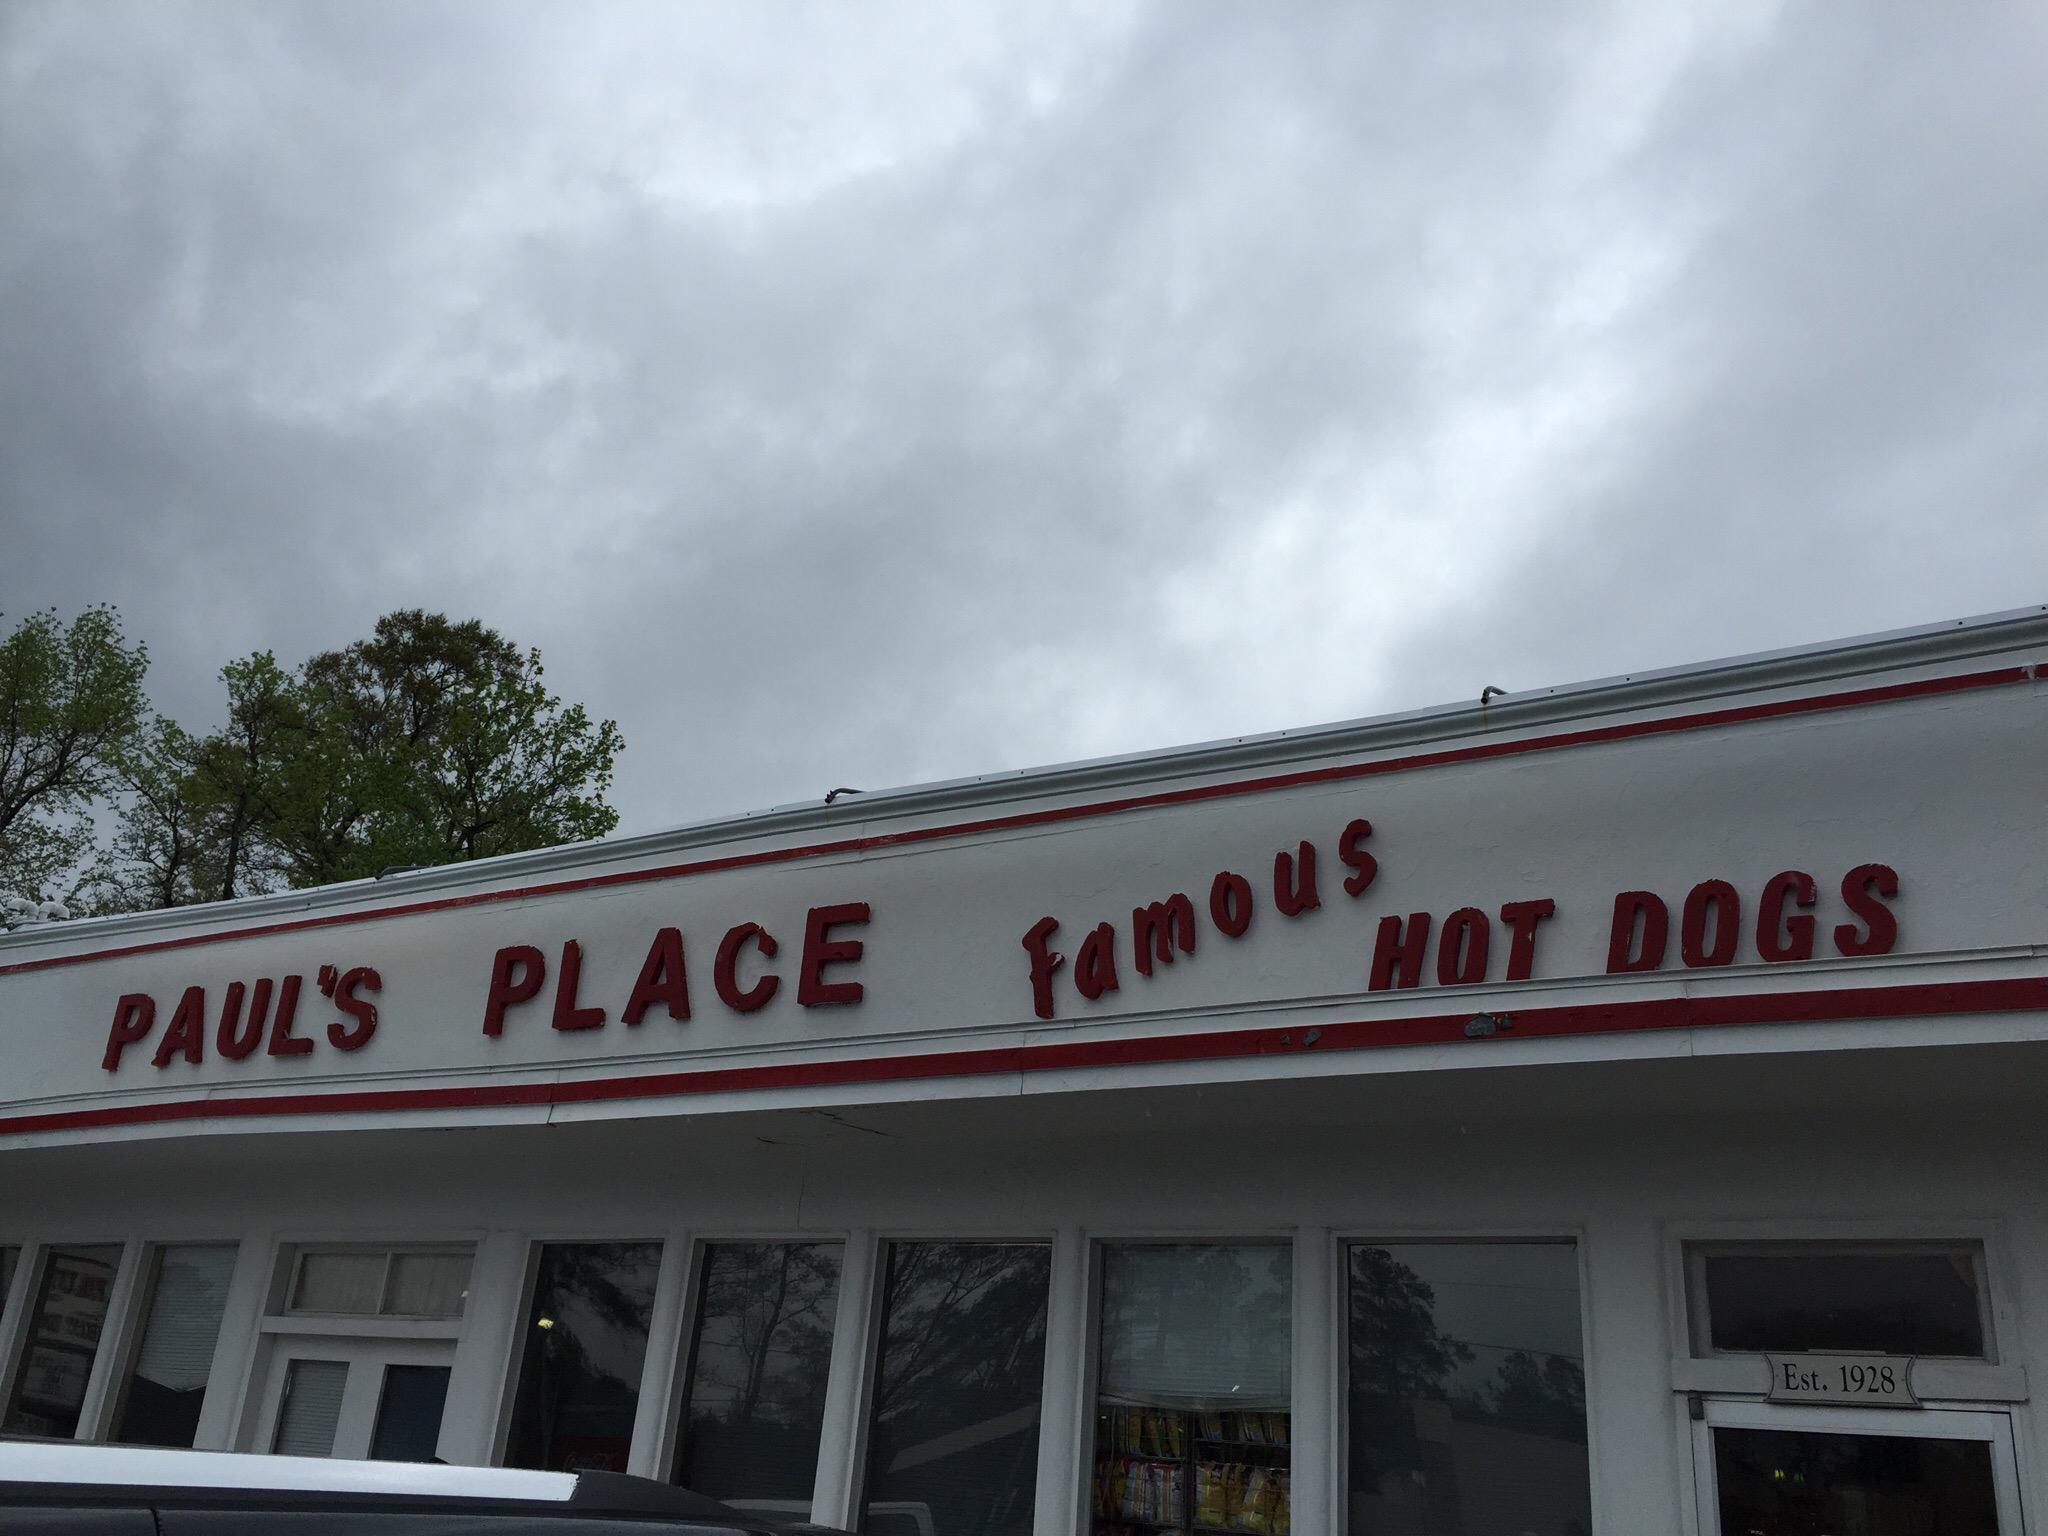 PAUL'S PLACE Famous HOT DOGS
Est. 1928